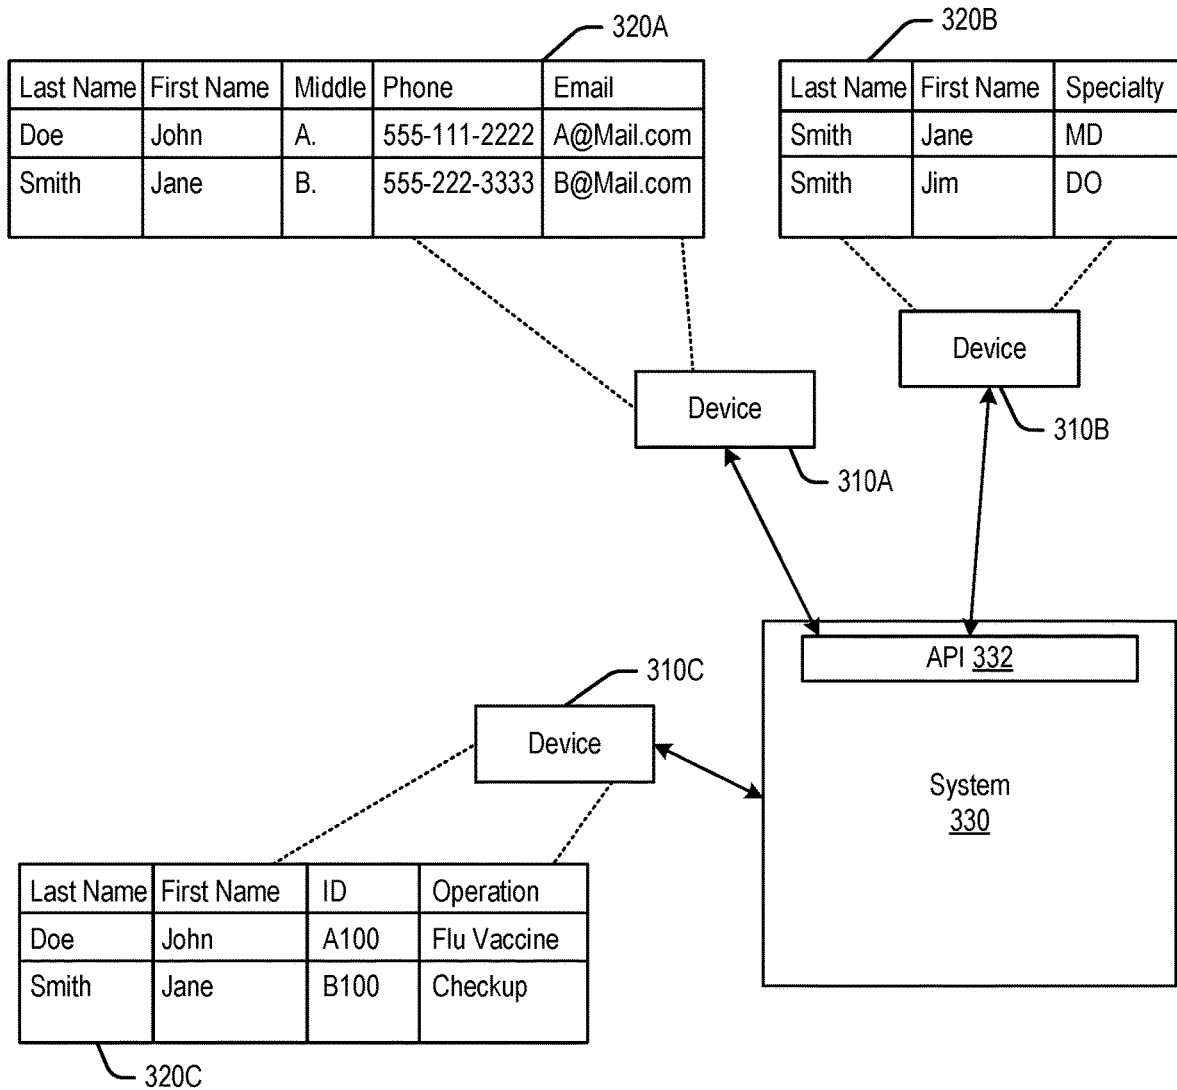 320A
320B
Last Name First Name Middle Phone Email
Doe John A. 555-111-2222 A@Mail.com
Smith Jane B. 555-222-3333 B@Mail.com
Last Name First Name Specialty
Smith Jane MD
Smith Jim DO
Device
310B
Device
310A
API 332
System
330
310C
Device
Last Name First Name ID Operation
Doe John A100 Flu Vaccine
Smith Jane B100 Checkup
320C